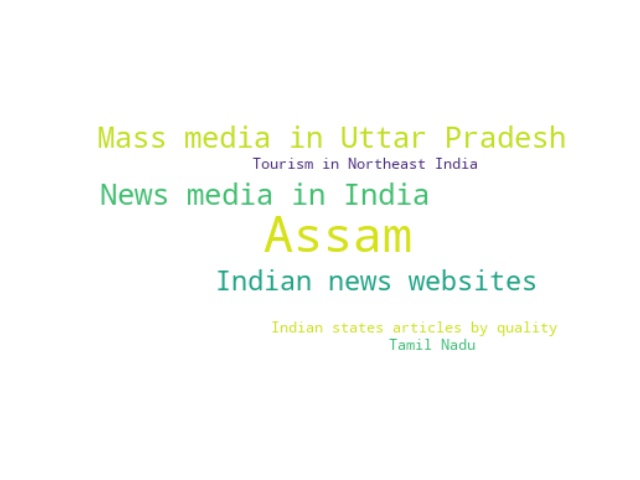 Mass media in Uttar Pradesh
Tourism in Northeast India
News media in India
Assam
Indian news websites
Indian states articles by quality
Tamil Nadu